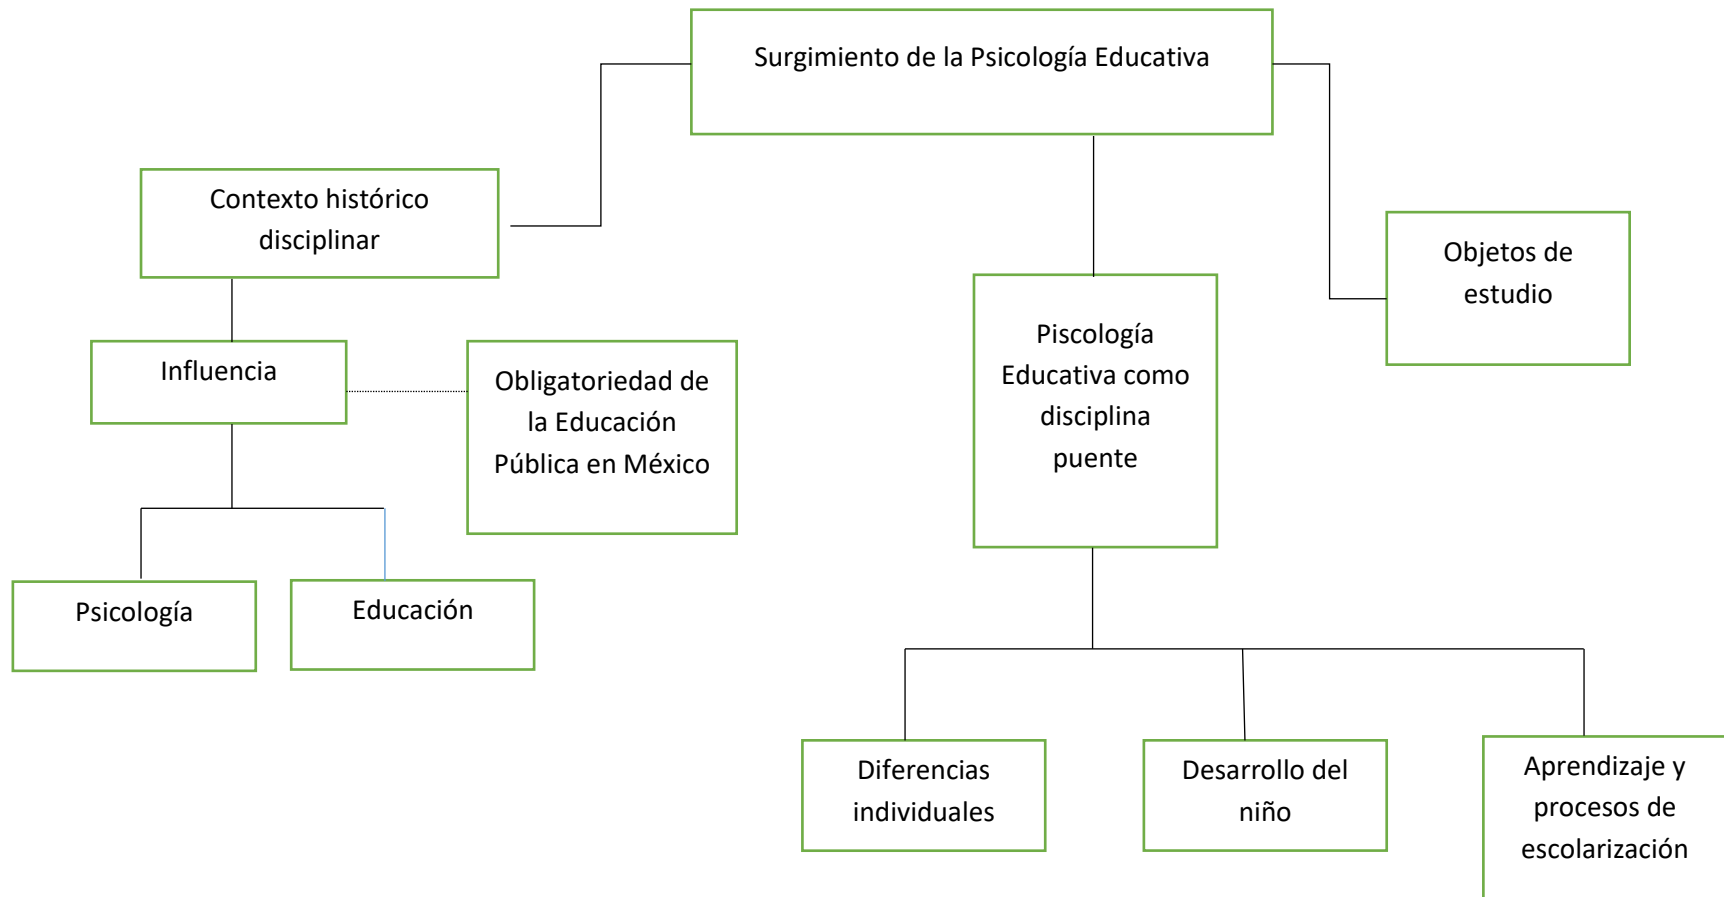 Surgimiento de la Psicología Educativa
Contexto histórico
disciplinar
Objetos de
estudio
Influencia
Obligatoriedad de
la Educación
Pública en México
Piscología
Educativa como
disciplina
puente
Psicología
Educación
Diferencias
individuales
Desarrollo del
niño
Aprendizaje y
procesos de
escolarización